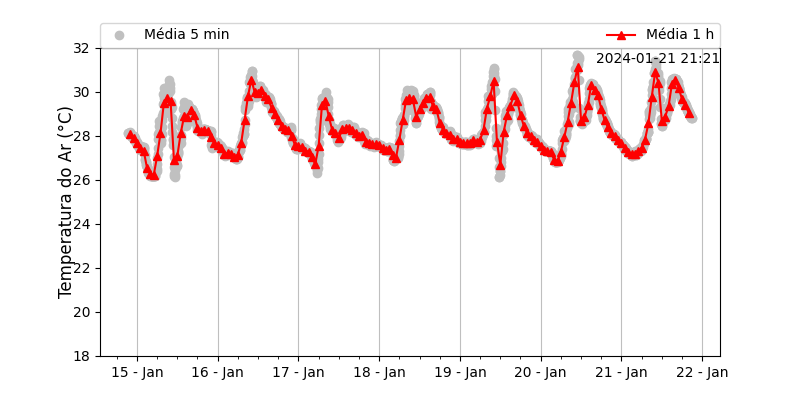 Média 5 min
Média 1 h
2024-01-21 21:21
Temperatura do Ar (°C)
32
30
28
26
24
22
20
18
15 - Jan
16 - Jan
17 - Jan
18 - Jan
19 - Jan
20 - Jan
21 - Jan
22 - Jan